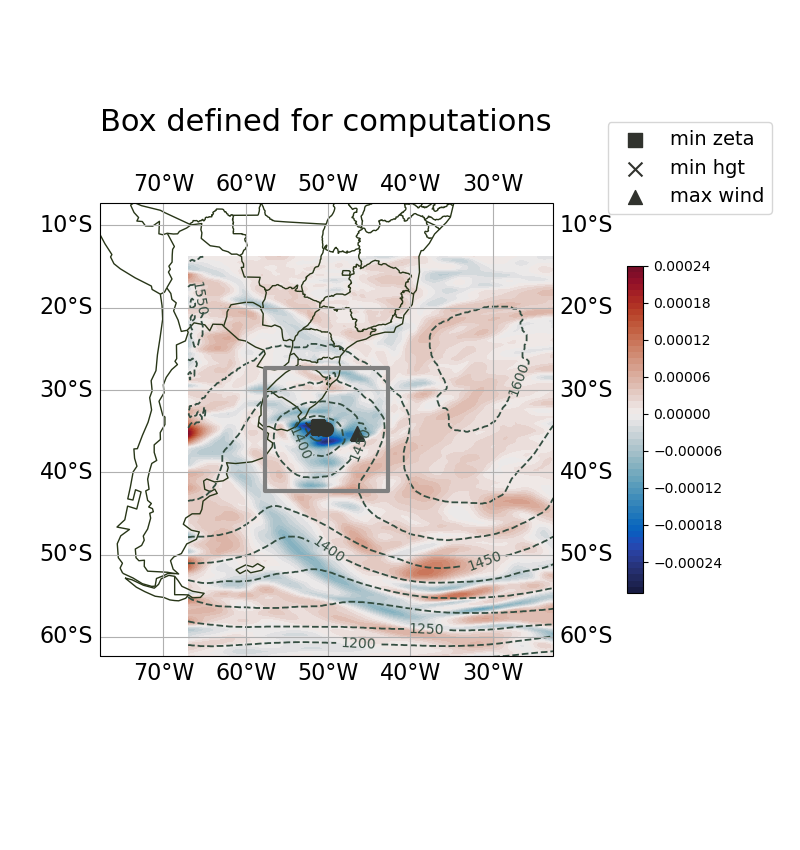 Box defined for computations
min zeta
min hgt
max wind
70°W 60°W 50°W 40°W 30°W
10°S 10°S
20°S 20°S
30°S 30°S
40°S 40°S
50°S 50°S
60°S 60°S
70°W 60°W 50°W 40°W 30°W
1550
1600
1400
1450
1250
1200
0.00024
0.00018
0.00012
0.00006
0.00000
−0.00006
−0.00012
−0.00018
−0.00024